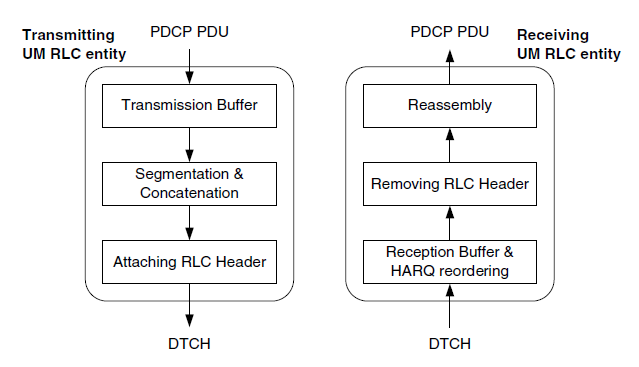 Transmitting
UM RLC entity
PDCP PDU
Transmission Buffer
Segmentation &
Concatenation
Attaching RLC Header
DTCH
PDCP PDU
Receiving
UM RLC entity
Reassembly
Removing RLC Header
Reception Buffer &
HARQ reordering
DTCH